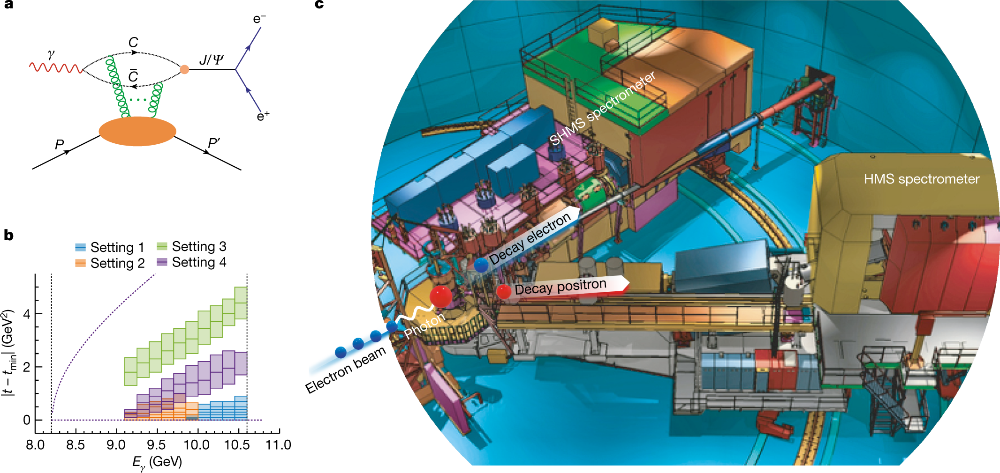 a
γ
C
C̄
J/Ψ
e⁻
e⁺
P
P′
b
Setting 1
Setting 2
Setting 3
Setting 4
|t − t_min| (GeV²)
4
2
0
8.0 8.5 9.0 9.5 10.0 10.5 11.0
E_γ (GeV)
c
SHMS spectrometer
HMS spectrometer
Decay electron
Decay positron
Photon
Electron beam